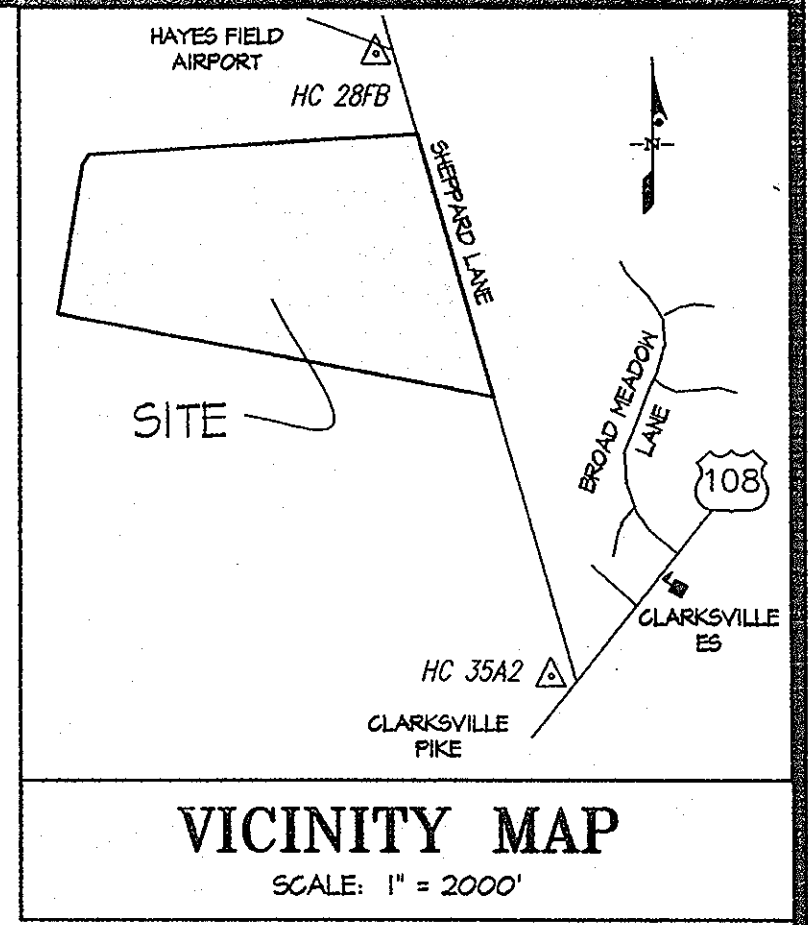 HAYES FIELD
AIRPORT
HC 28FB
SHEPPARD LANE
N
BROAD MEADOW
LANE
108
SITE
CLARKSVILLE
ES
HC 35A2
CLARKSVILLE
PIKE
VICINITY MAP
SCALE: 1" = 2000'